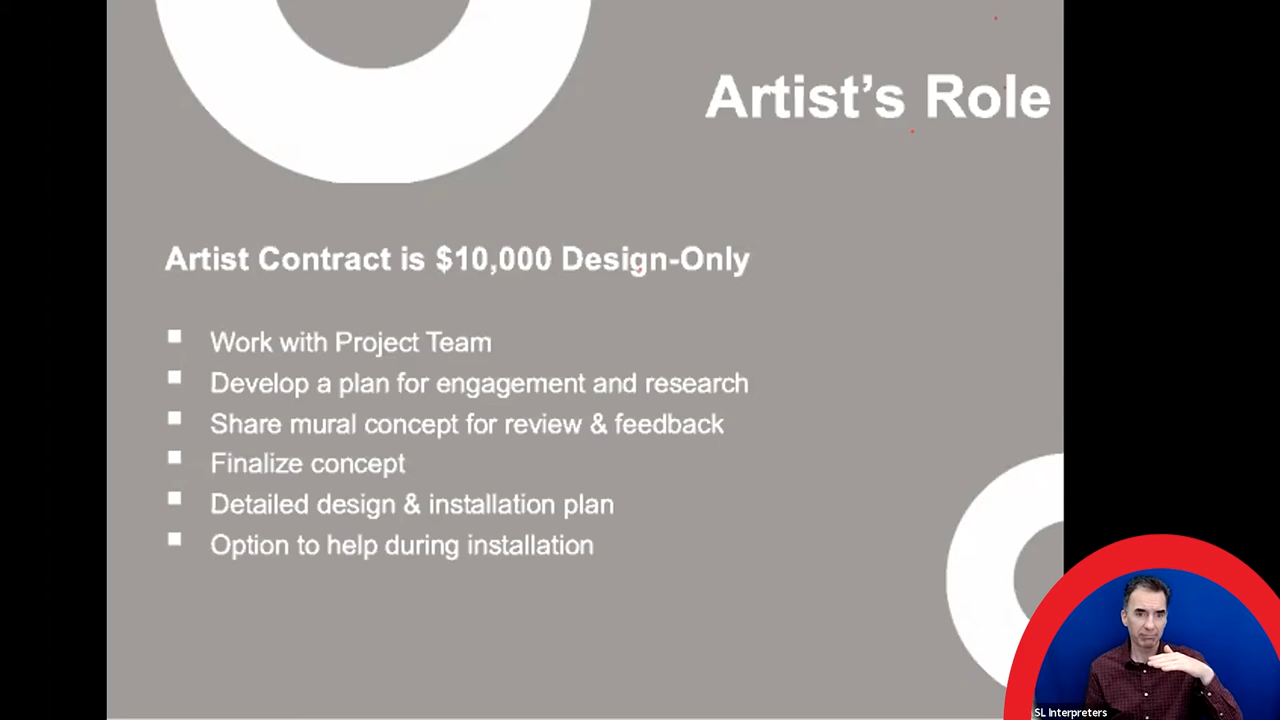 Artist’s Role
Artist Contract is $10,000 Design-Only
Work with Project Team
Develop a plan for engagement and research
Share mural concept for review & feedback
Finalize concept
Detailed design & installation plan
Option to help during installation
SL Interpreters